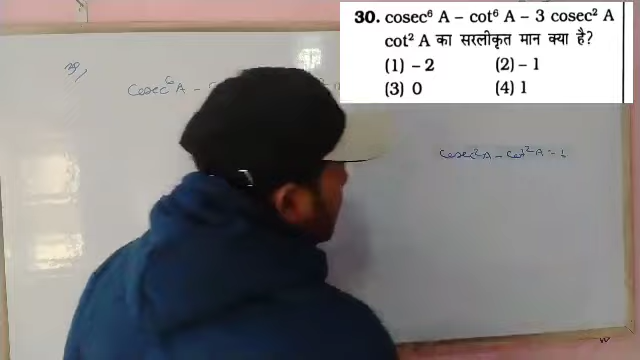 30. cosec⁶ A – cot⁶ A – 3 cosec² A
cot² A का सरलीकृत मान क्या है?
(1) – 2 (2) – 1
(3) 0 (4) 1
30,
Cosec⁶A –
Cosec²A – Cot²A = 1